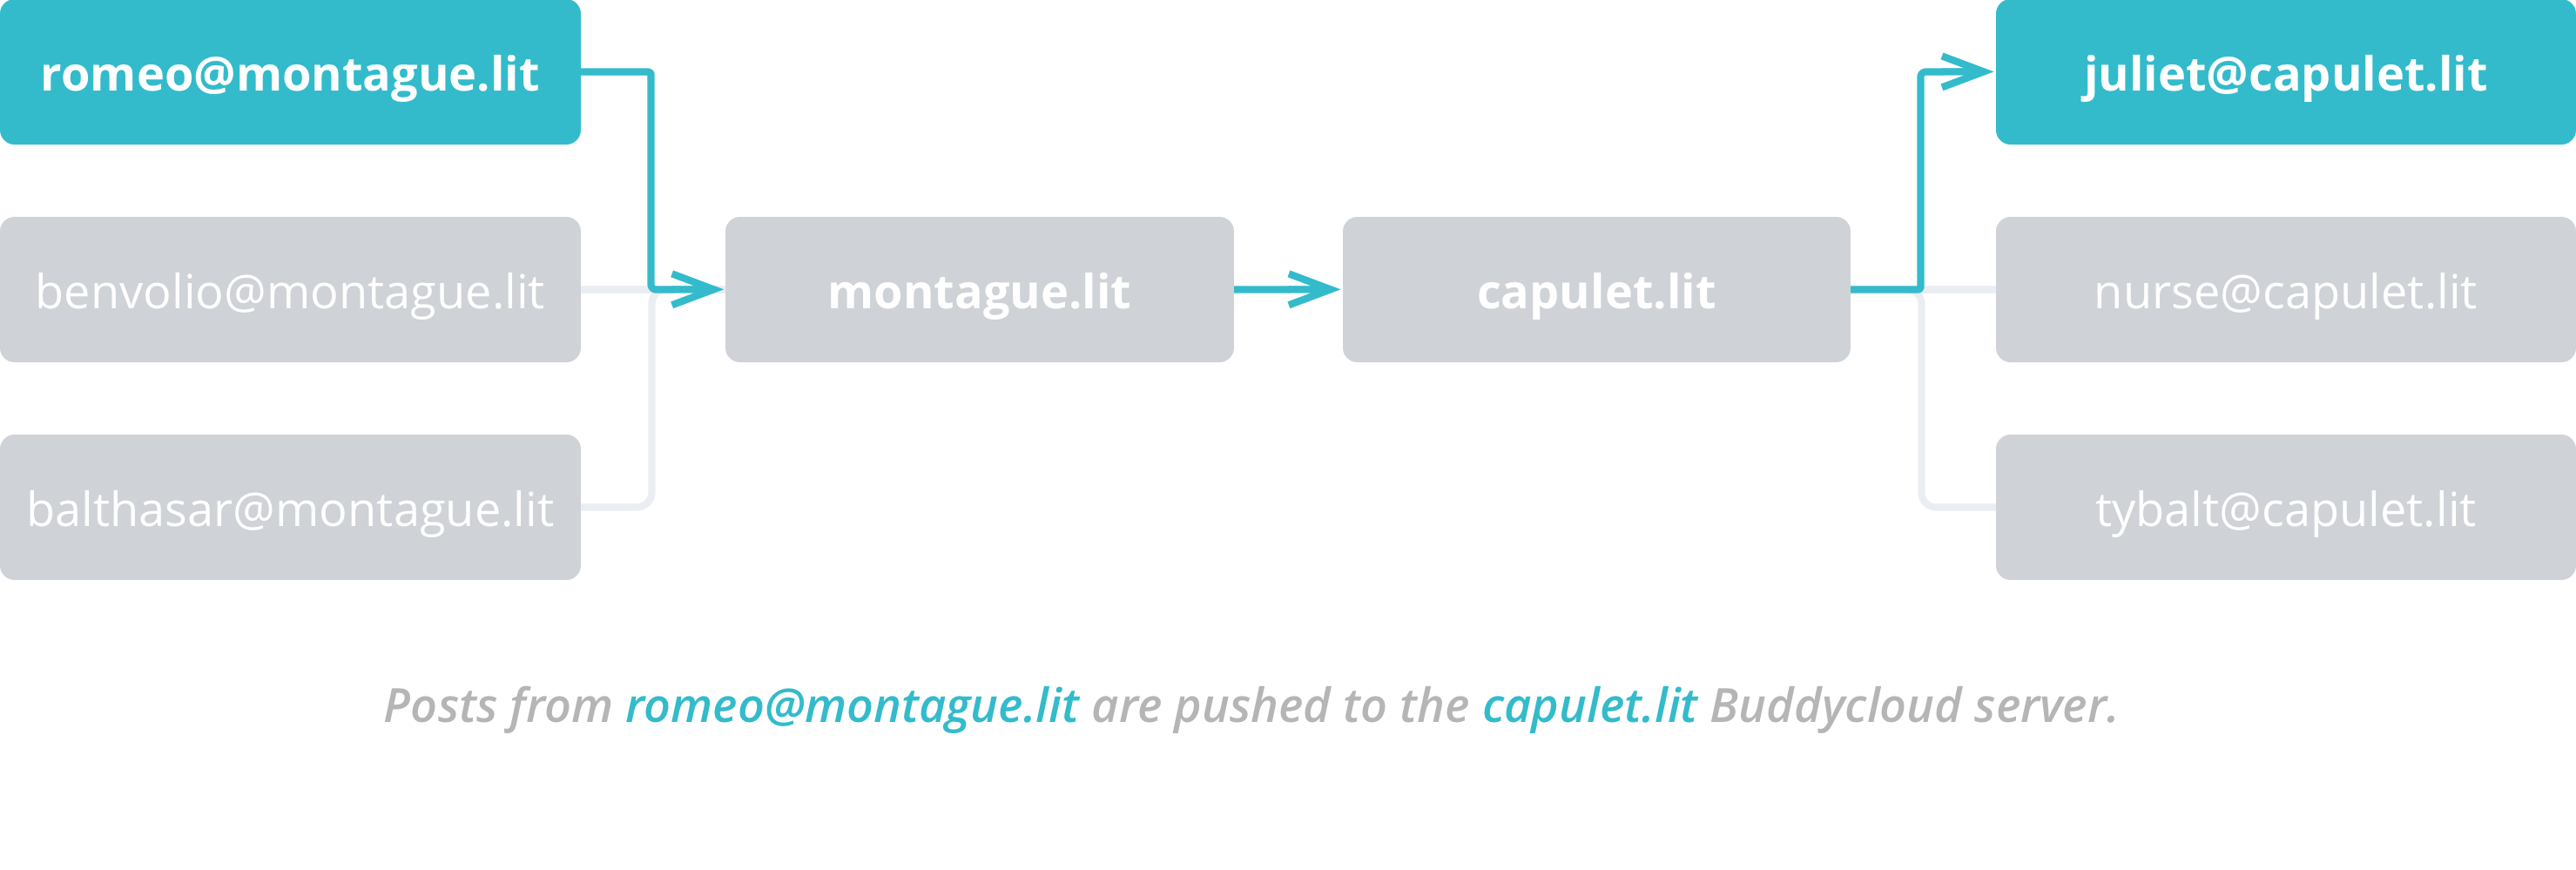 romeo@montague.lit
juliet@capulet.lit
benvolio@montague.lit
montague.lit
capulet.lit
nurse@capulet.lit
balthasar@montague.lit
tybalt@capulet.lit
Posts from romeo@montague.lit are pushed to the capulet.lit Buddycloud server.